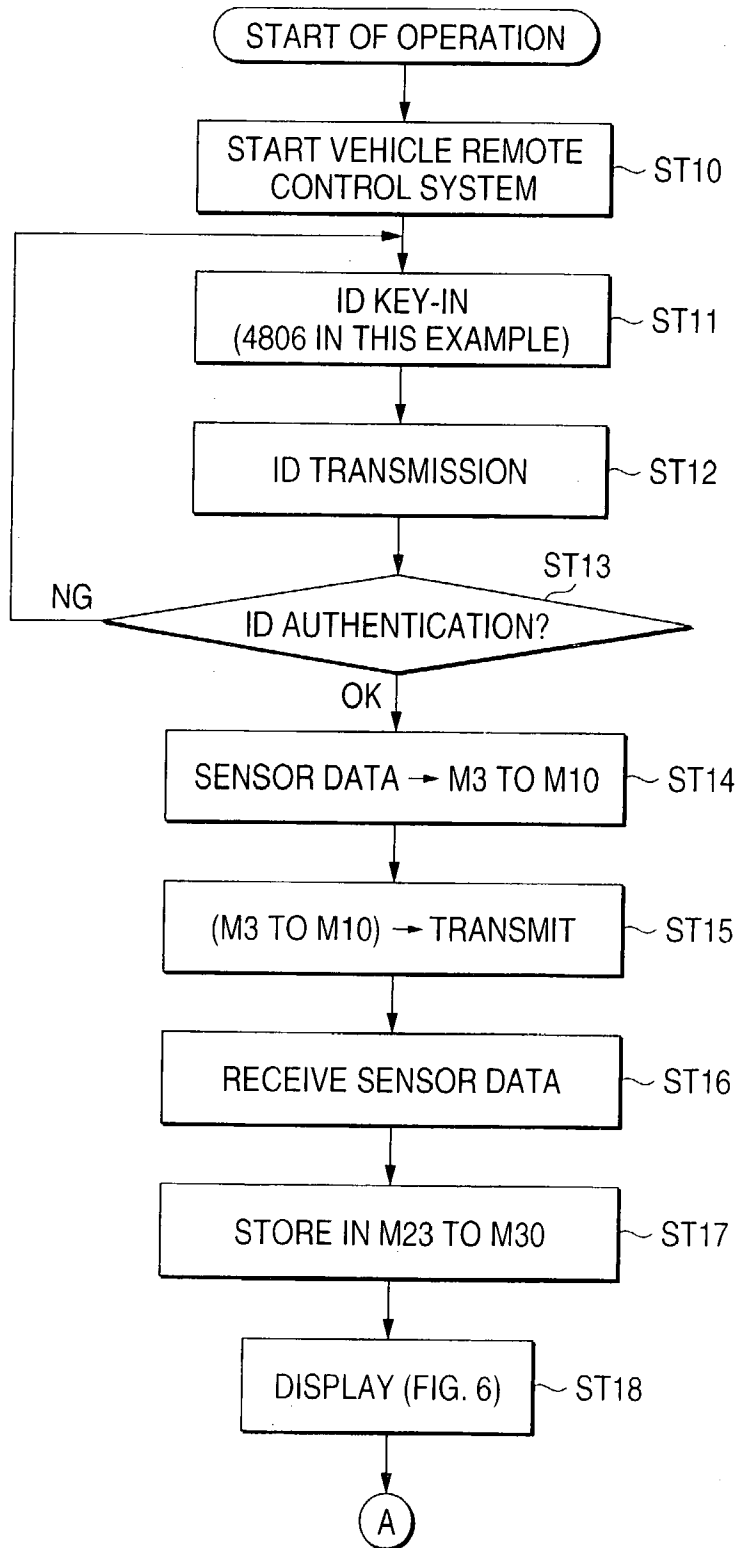 START OF OPERATION
START VEHICLE REMOTE
CONTROL SYSTEM
ST10
ID KEY-IN
(4806 IN THIS EXAMPLE)
ST11
ID TRANSMISSION
ST12
ST13
NG
ID AUTHENTICATION?
OK
SENSOR DATA → M3 TO M10
ST14
(M3 TO M10) → TRANSMIT
ST15
RECEIVE SENSOR DATA
ST16
STORE IN M23 TO M30
ST17
DISPLAY (FIG. 6)
ST18
A